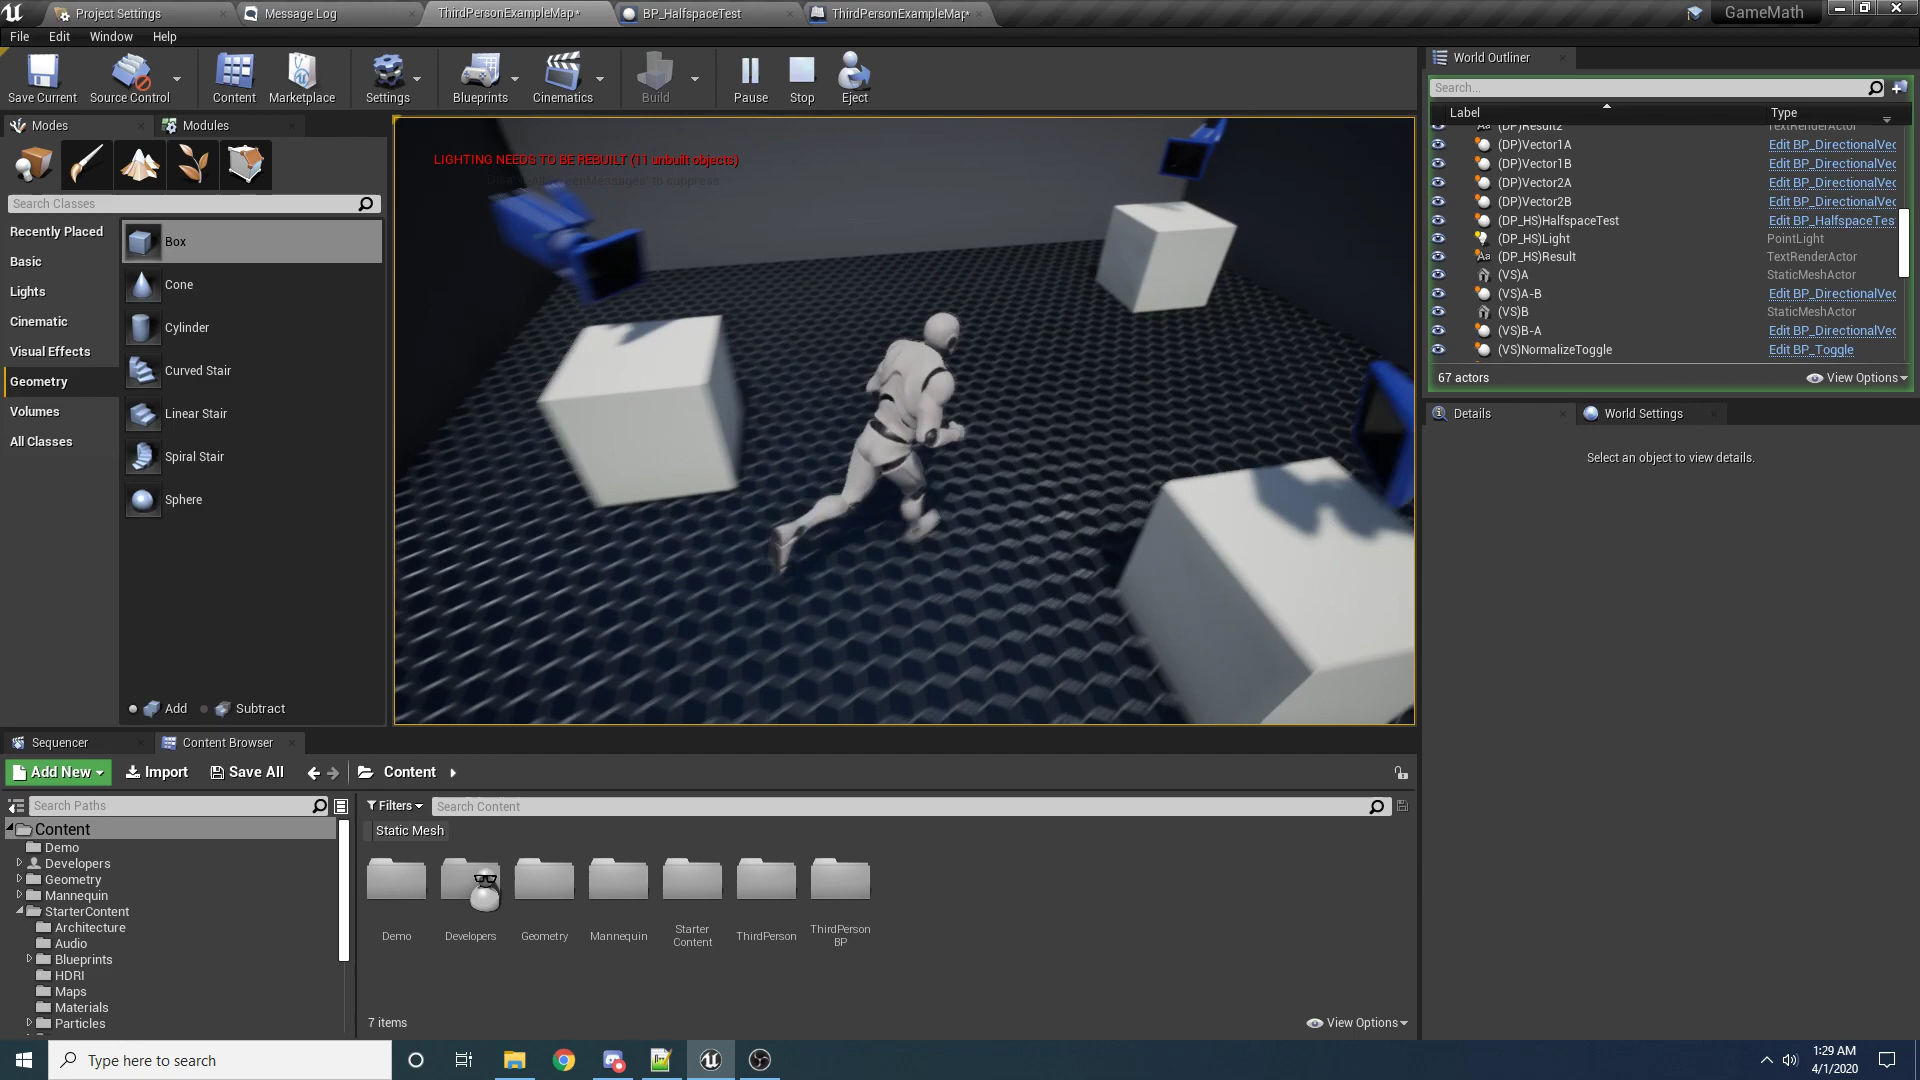 Project Settings
Message Log
ThirdPersonExampleMap*
BP_HalfspaceTest
ThirdPersonExampleMap*
GameMath
File Edit Window Help
Save Current
Source Control
Content
Marketplace
Settings
Blueprints
Cinematics
Build
Pause
Stop
Eject
Modes
Modules
Search Classes
Recently Placed
Basic
Lights
Cinematic
Visual Effects
Geometry
Volumes
All Classes
Box
Cone
Cylinder
Curved Stair
Linear Stair
Spiral Stair
Sphere
Add
Subtract
LIGHTING NEEDS TO BE REBUILT (11 unbuilt objects)
to suppress
World Outliner
Search...
Label Type
(DP)Result2 TextRenderActor
(DP)Vector1A Edit BP_DirectionalVec
(DP)Vector1B Edit BP_DirectionalVec
(DP)Vector2A Edit BP_DirectionalVec
(DP)Vector2B Edit BP_DirectionalVec
(DP_HS)HalfspaceTest Edit BP_HalfspaceTes
(DP_HS)Light PointLight
(DP_HS)Result TextRenderActor
(VS)A StaticMeshActor
(VS)A-B Edit BP_DirectionalVec
(VS)B StaticMeshActor
(VS)B-A Edit BP_DirectionalVec
(VS)NormalizeToggle Edit BP_Toggle
67 actors
View Options
Details
World Settings
Select an object to view details.
Sequencer
Content Browser
Add New
Import
Save All
Content
Search Paths
Content
Demo
Developers
Geometry
Mannequin
StarterContent
Architecture
Audio
Blueprints
HDRI
Maps
Materials
Particles
Filters
Search Content
Static Mesh
Demo
Developers
Geometry
Mannequin
Starter
Content
ThirdPerson
ThirdPerson
BP
7 items
View Options
Type here to search
1:29 AM
4/1/2020